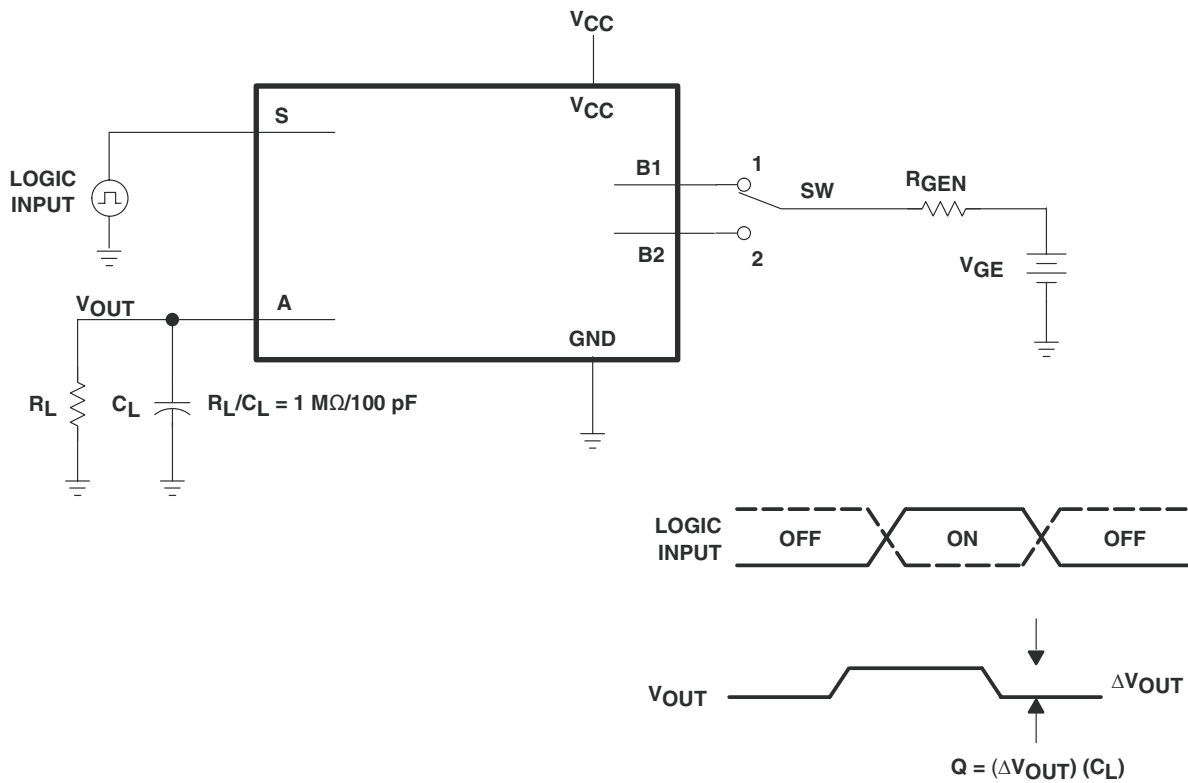 VCC
VCC
S
LOGIC
INPUT
B1
1
SW
RGEN
B2
2
VGE
VOUT
A
GND
RL
CL
RL/CL = 1 MΩ/100 pF
LOGIC
INPUT
OFF
ON
OFF
VOUT
ΔVOUT
Q = (ΔVOUT) (CL)